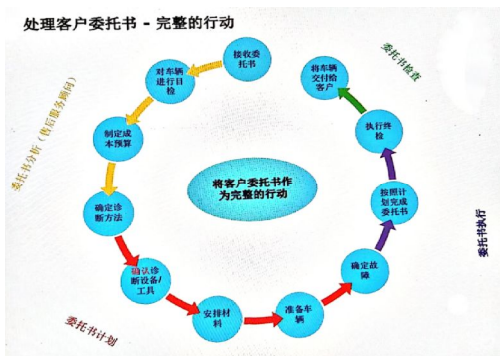 处理客户委托书 - 完整的行动
接收委
托书
对车辆
进行目
检
制定成
本预算
确定诊
断方法
确认诊
断设备/
工具
安排材
料
准备车
辆
确定故
障
按照计
划完成
委托书
执行终
检
将车辆
交付给
客户
将客户委托书作
为完整的行动
委托书分析（售后服务顾问）
委托书计划
委托书执行
委托书检查